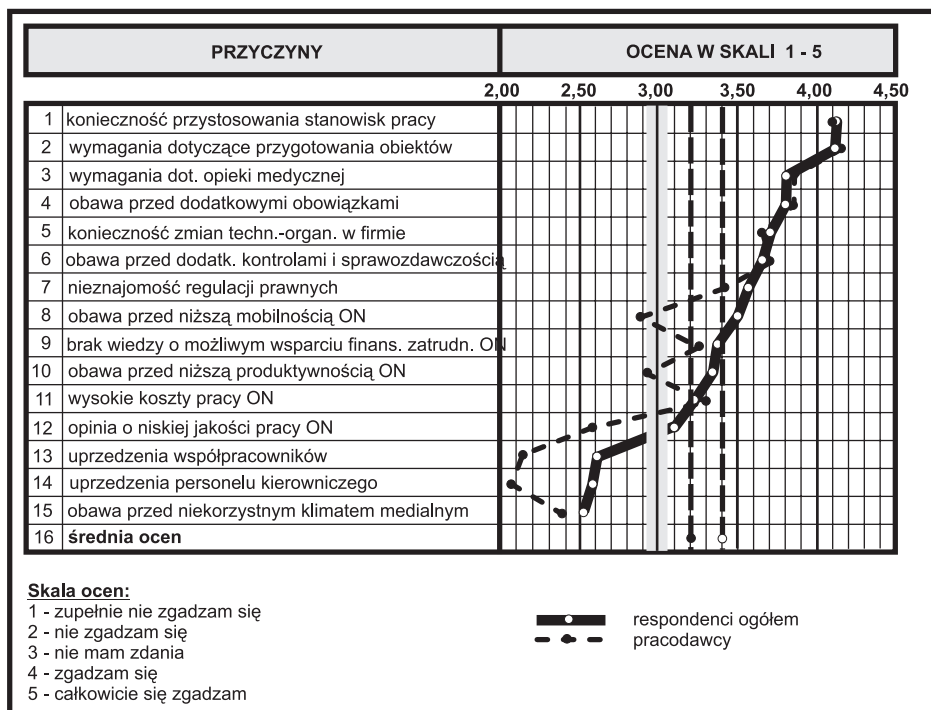 PRZYCZYNY OCENA W SKALI 1 - 5
2,00 2,50 3,00 3,50 4,00 4,50
1 konieczność przystosowania stanowisk pracy
2 wymagania dotyczące przygotowania obiektów
3 wymagania dot. opieki medycznej
4 obawa przed dodatkowymi obowiązkami
5 konieczność zmian techn.-organ. w firmie
6 obawa przed dodatk. kontrolami i sprawozdawczością
7 nieznajomość regulacji prawnych
8 obawa przed niższą mobilnością ON
9 brak wiedzy o możliwym wsparciu finans. zatrudn. ON
10 obawa przed niższą produktywnością ON
11 wysokie koszty pracy ON
12 opinia o niskiej jakości pracy ON
13 uprzedzenia współpracowników
14 uprzedzenia personelu kierowniczego
15 obawa przed niekorzystnym klimatem medialnym
16 średnia ocen
Skala ocen:
1 - zupełnie nie zgadzam się
2 - nie zgadzam się
3 - nie mam zdania
4 - zgadzam się
5 - całkowicie się zgadzam
respondenci ogółem
pracodawcy